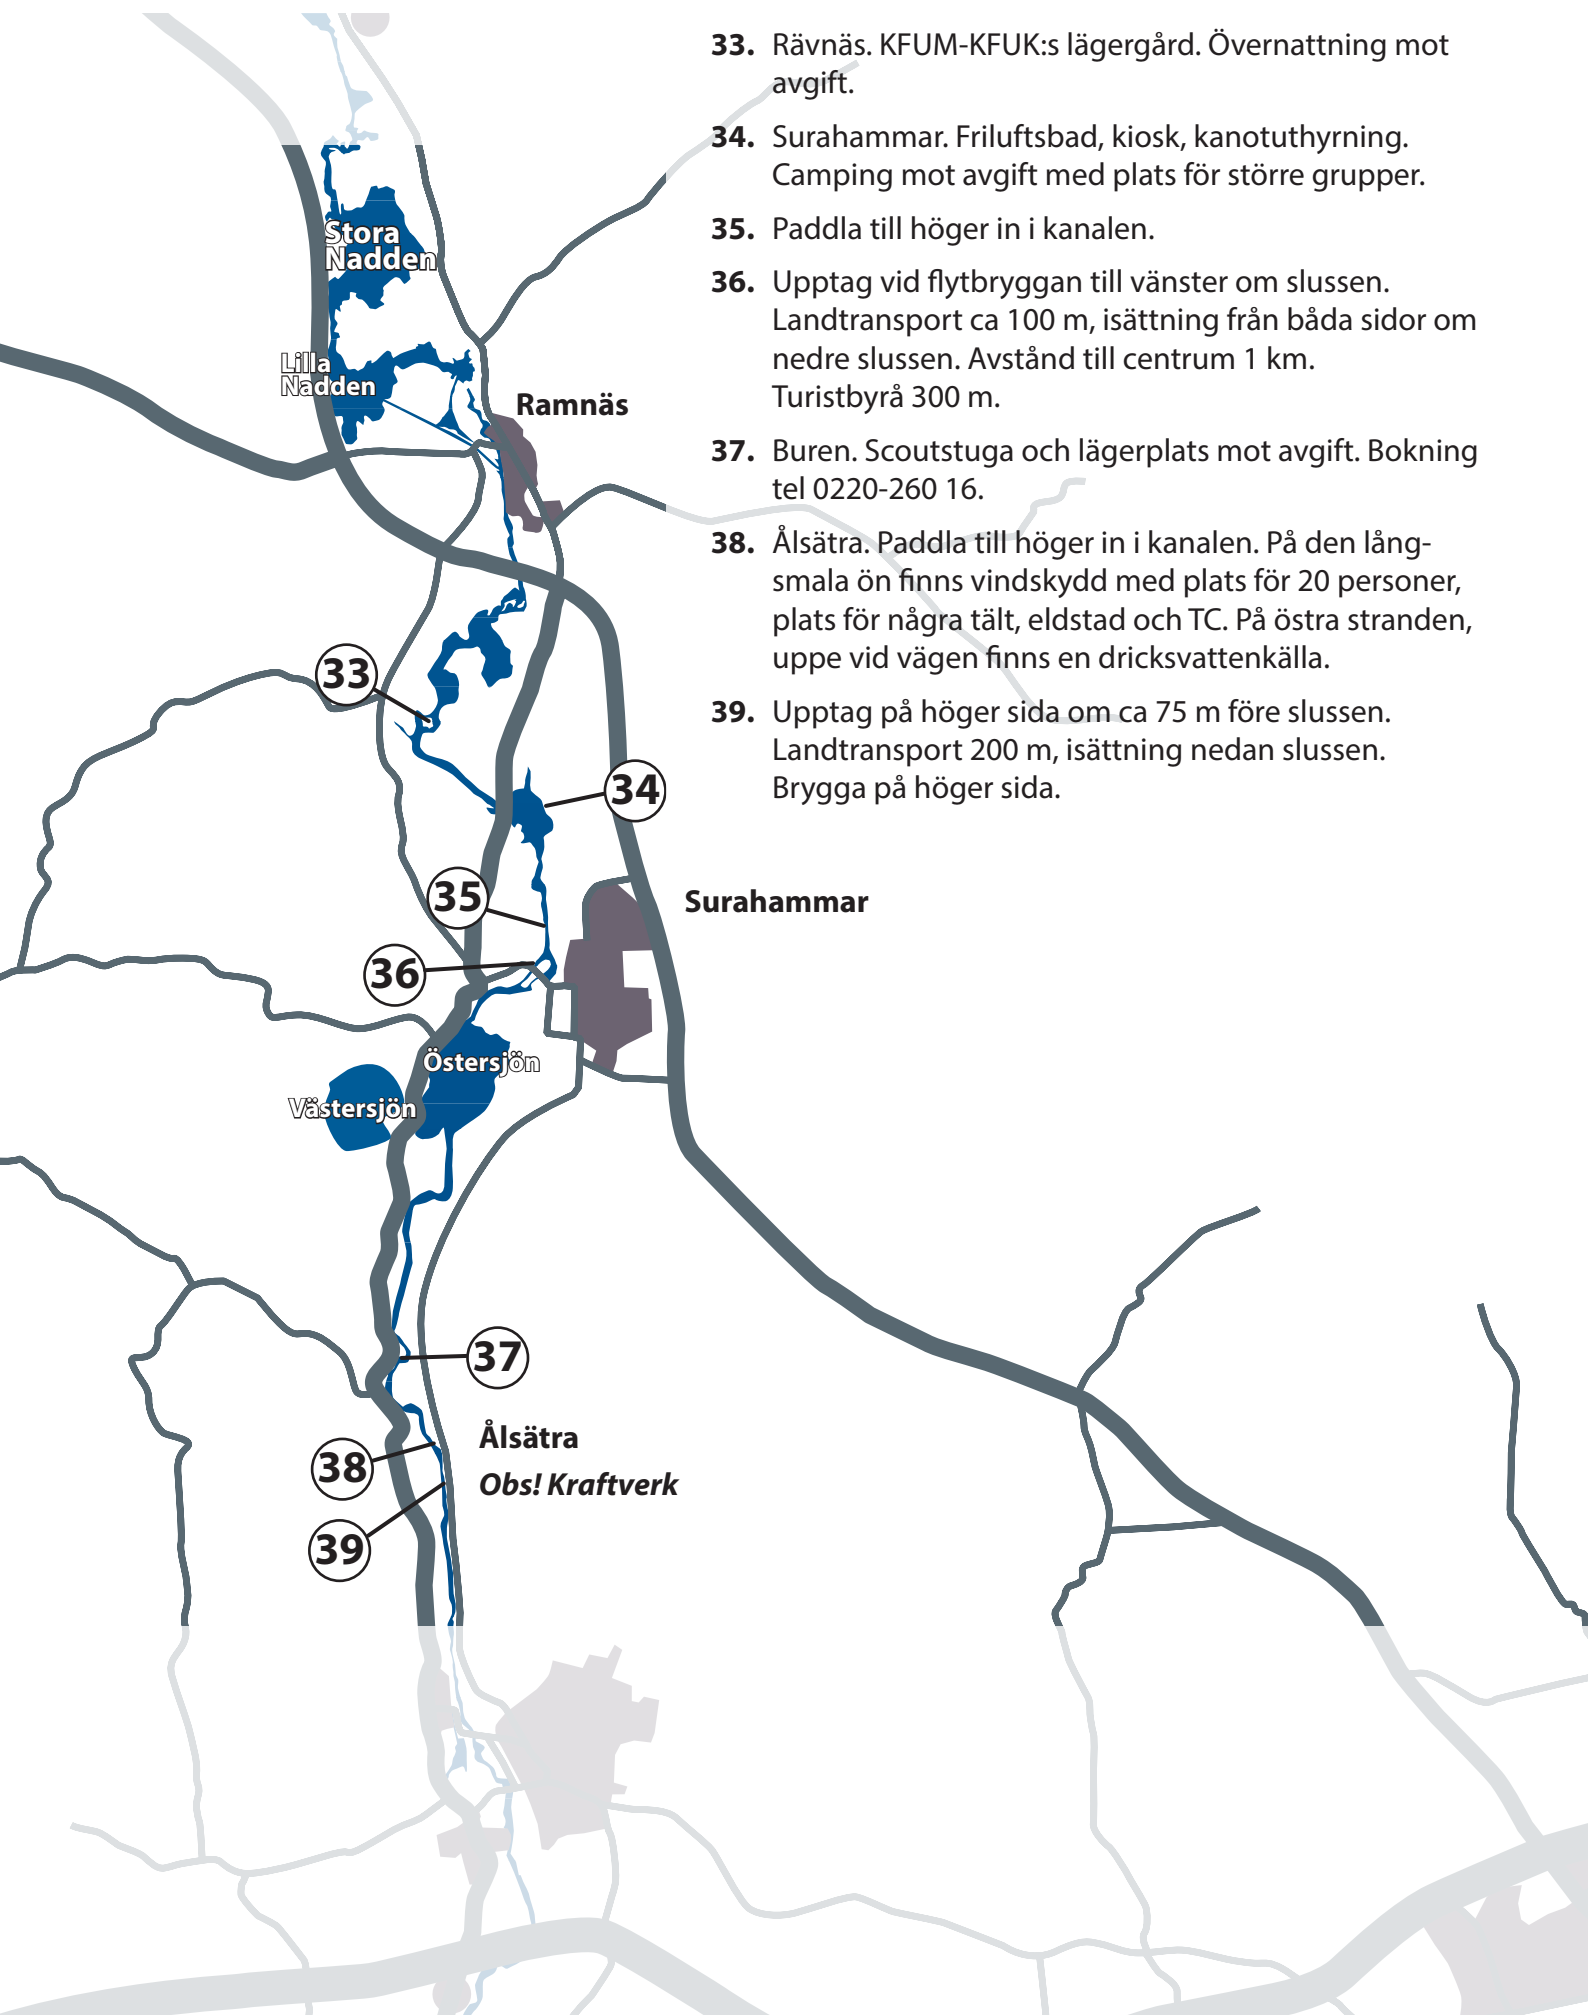 33. Rävnäs. KFUM-KFUK:s lägergård. Övernattning mot
avgift.
34. Surahammar. Friluftsbad, kiosk, kanotuthyrning.
Camping mot avgift med plats för större grupper.
35. Paddla till höger in i kanalen.
36. Upptag vid flytbryggan till vänster om slussen.
Landtransport ca 100 m, isättning från båda sidor om
nedre slussen. Avstånd till centrum 1 km.
Turistbyrå 300 m.
37. Buren. Scoutstuga och lägerplats mot avgift. Bokning
tel 0220-260 16.
38. Ålsätra. Paddla till höger in i kanalen. På den lång-
smala ön finns vindskydd med plats för 20 personer,
plats för några tält, eldstad och TC. På östra stranden,
uppe vid vägen finns en dricksvattenkälla.
39. Upptag på höger sida om ca 75 m före slussen.
Landtransport 200 m, isättning nedan slussen.
Brygga på höger sida.
Stora
Nadden
Lilla
Nadden
Ramnäs
33
34
35
Surahammar
36
Östersjön
Västersjön
37
Ålsätra
38
Obs! Kraftverk
39